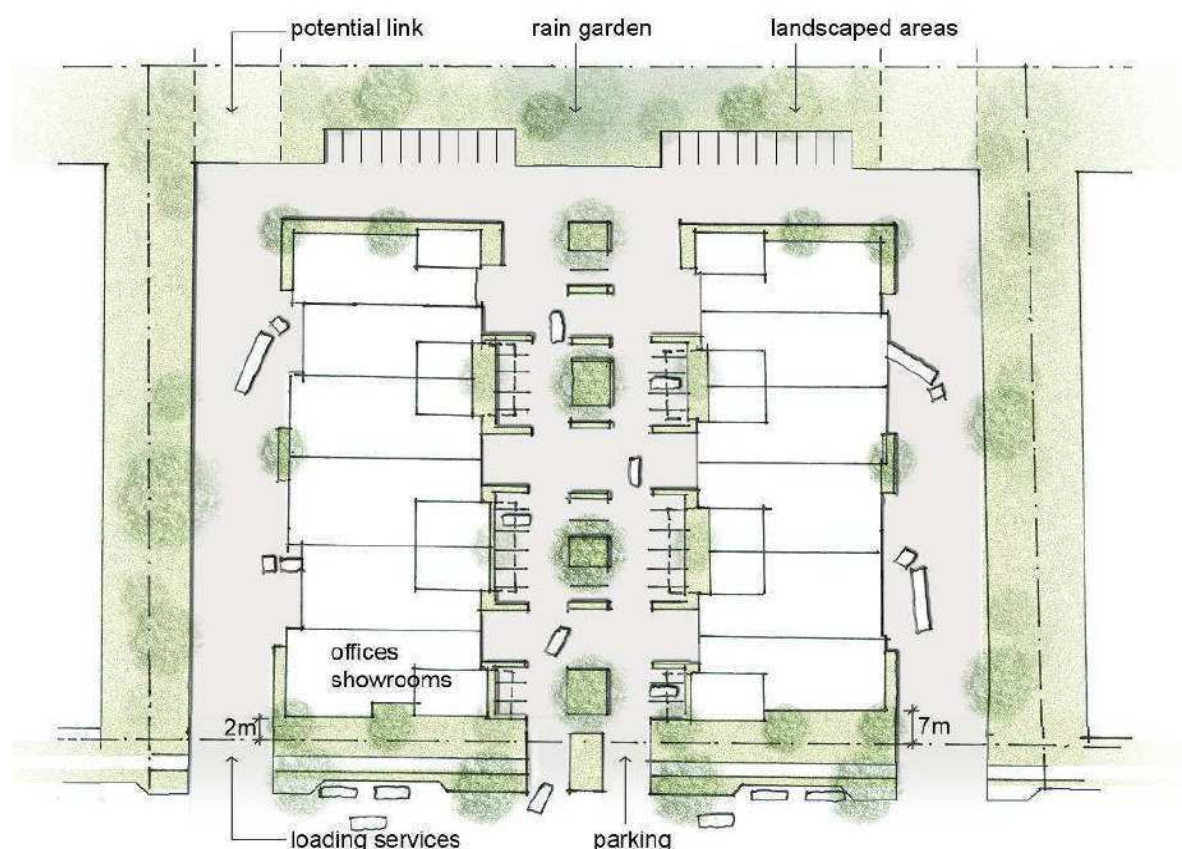 potential link
rain garden
landscaped areas
offices
showrooms
2m
7m
loading services
parking